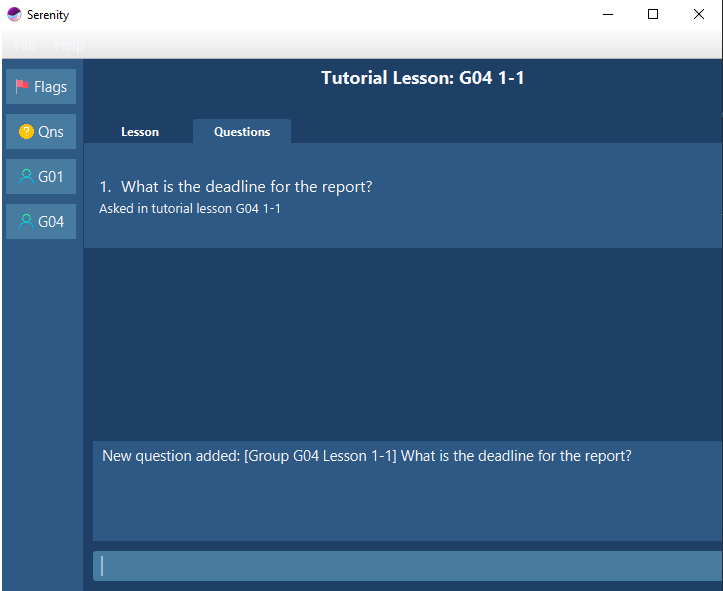 Serenity
File Help
Tutorial Lesson: G04 1-1
Flags
Qns
G01
G04
Lesson Questions
1. What is the deadline for the report?
Asked in tutorial lesson G04 1-1
New question added: [Group G04 Lesson 1-1] What is the deadline for the report?